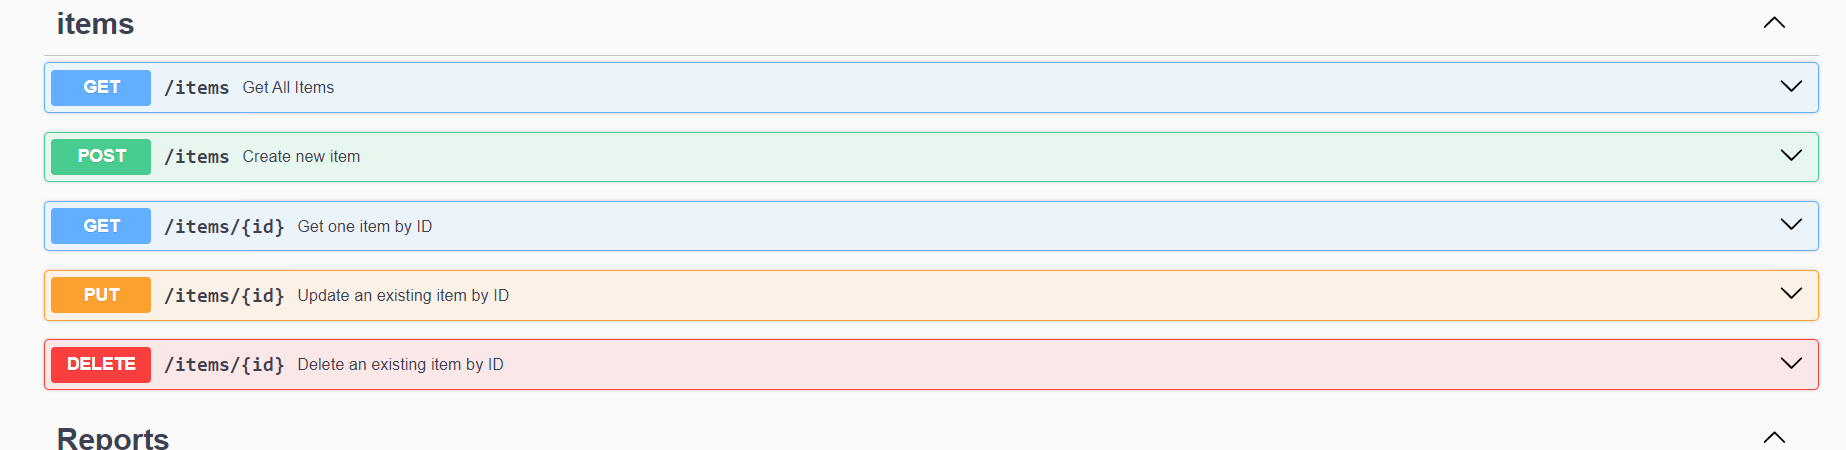 items
GET /items Get All Items
POST /items Create new item
GET /items/{id} Get one item by ID
PUT /items/{id} Update an existing item by ID
DELETE /items/{id} Delete an existing item by ID
Reports